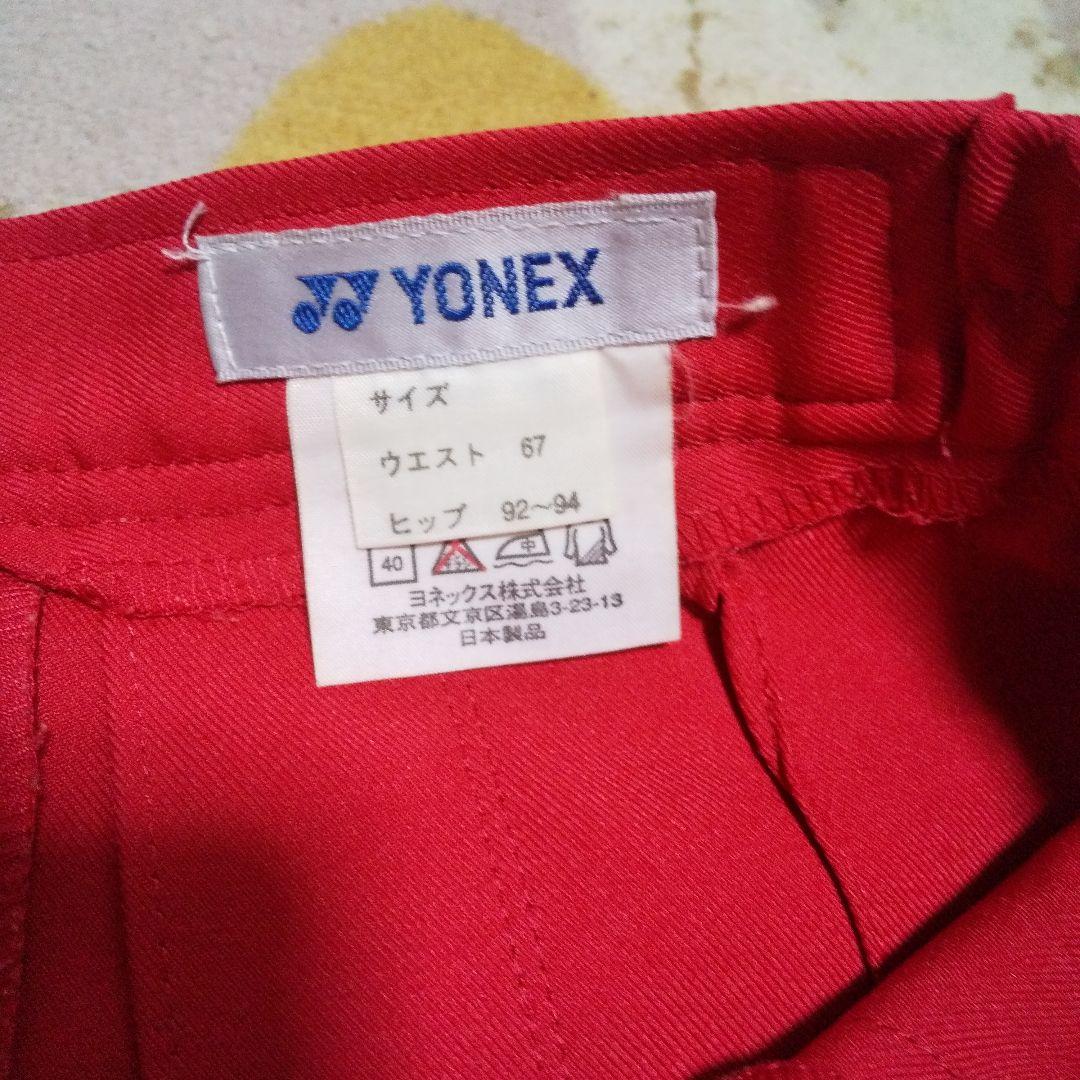 YONEX
サイズ
ウエスト 67
ヒップ 92～94
40 中
ヨネックス株式会社
東京都文京区湯島3-23-13
日本製品